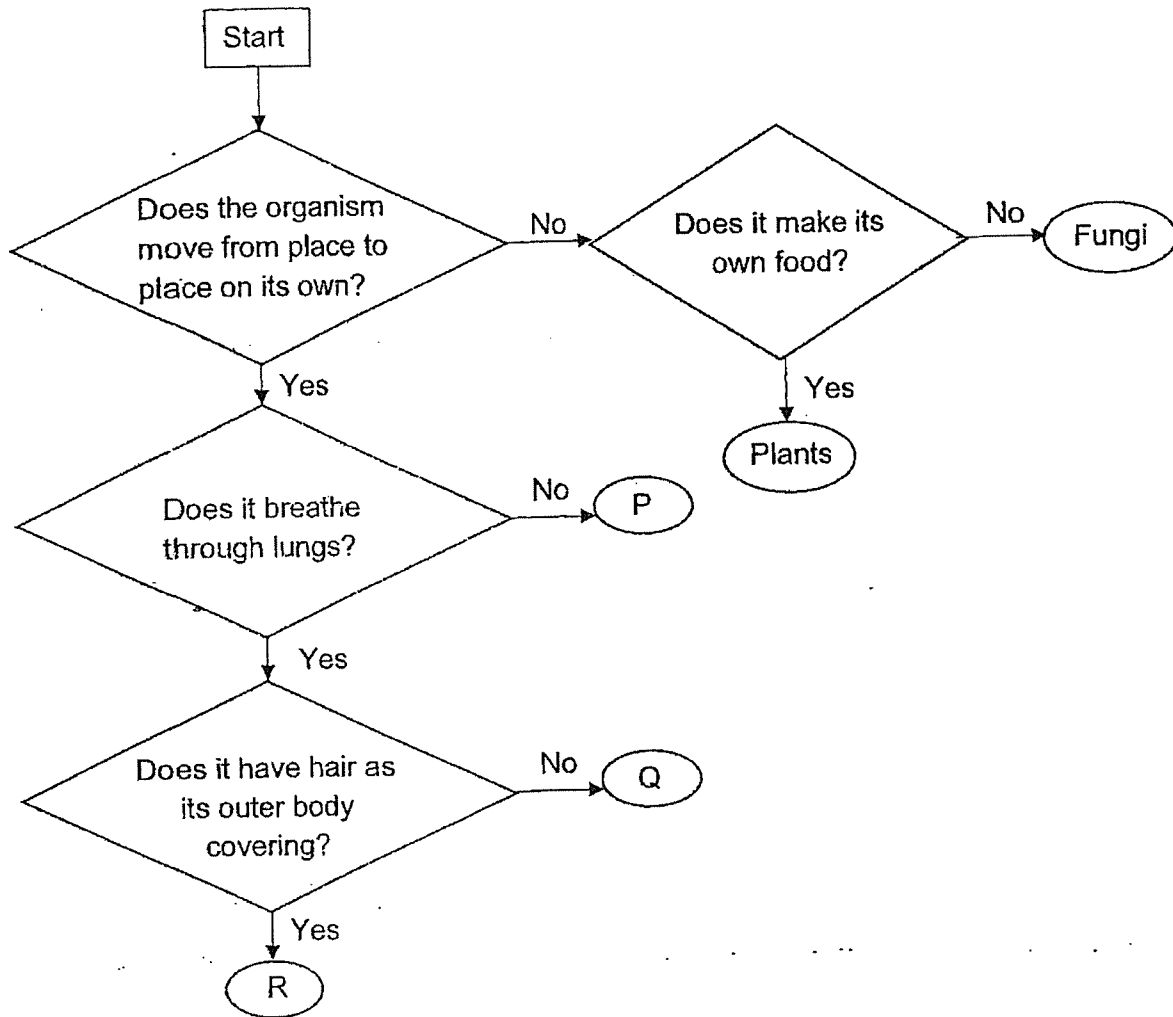 Start
Does the organism
move from place to
place on its own?
No
Does it make its
own food?
No
Fungi
Yes
Yes
Plants
Does it breathe
through lungs?
No
P
Yes
Does it have hair as
its outer body
covering?
No
Q
Yes
R